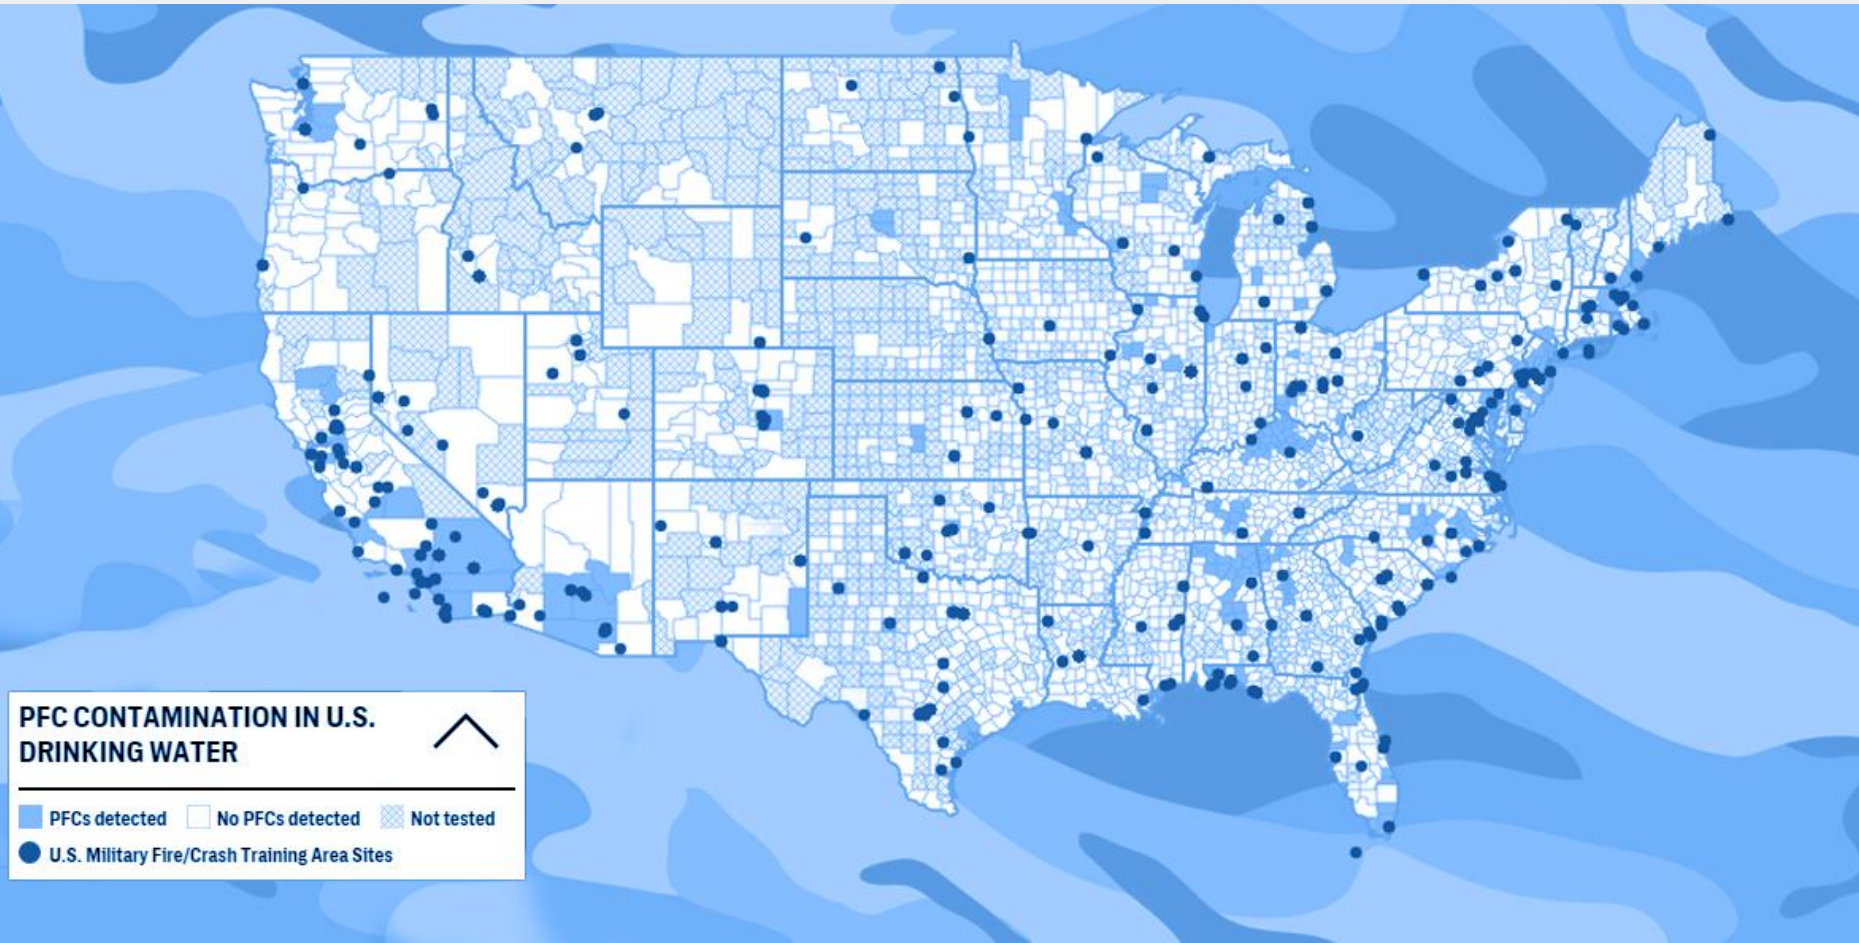 PFC CONTAMINATION IN U.S.
DRINKING WATER
PFCs detected No PFCs detected Not tested
U.S. Military Fire/Crash Training Area Sites